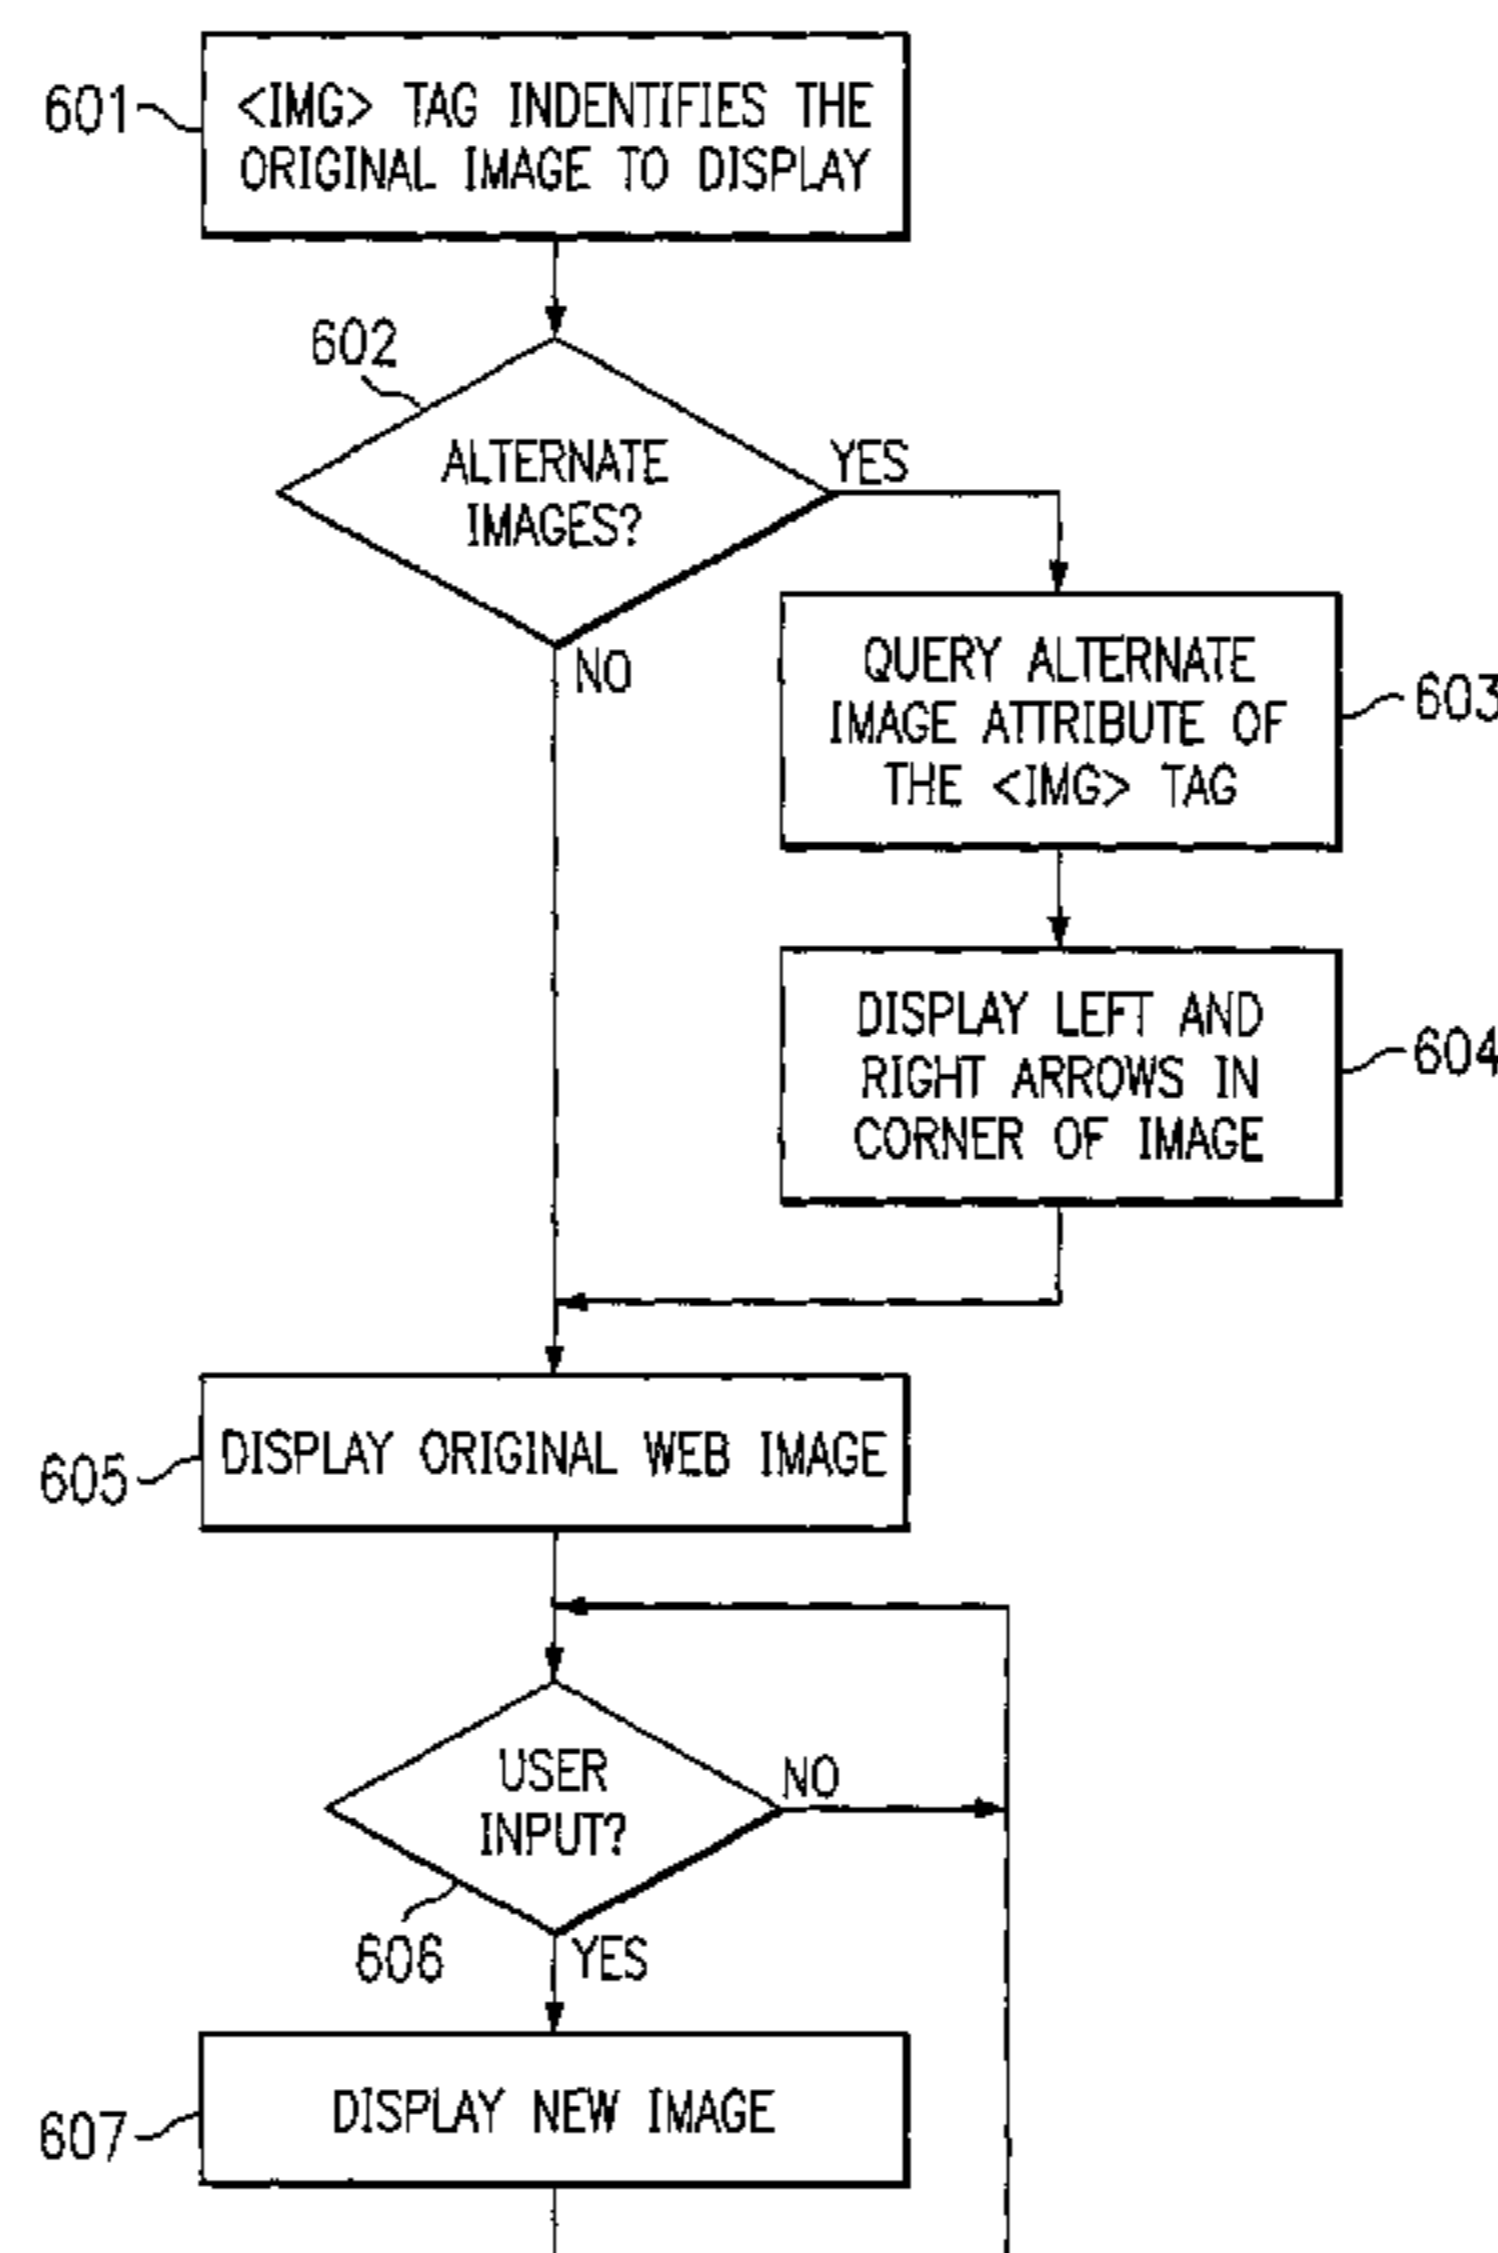 601
<IMG> TAG INDENTIFIES THE
ORIGINAL IMAGE TO DISPLAY
602
ALTERNATE
IMAGES?
YES
NO
QUERY ALTERNATE
IMAGE ATTRIBUTE OF
THE <IMG> TAG
603
DISPLAY LEFT AND
RIGHT ARROWS IN
CORNER OF IMAGE
604
605
DISPLAY ORIGINAL WEB IMAGE
USER
INPUT?
NO
606
YES
607
DISPLAY NEW IMAGE